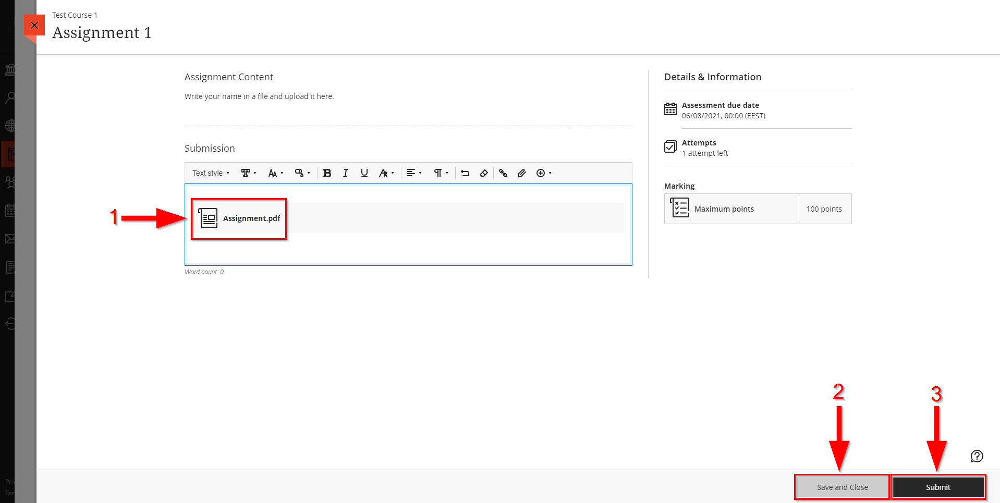 Test Course 1
Assignment 1
Assignment Content
Write your name in a file and upload it here.
Submission
Text style
Assignment.pdf
Word count: 0
1
Details & Information
Assessment due date
06/08/2021, 00:00 (EEST)
Attempts
1 attempt left
Marking
Maximum points
100 points
2
3
Priv
Ter
Save and Close
Submit